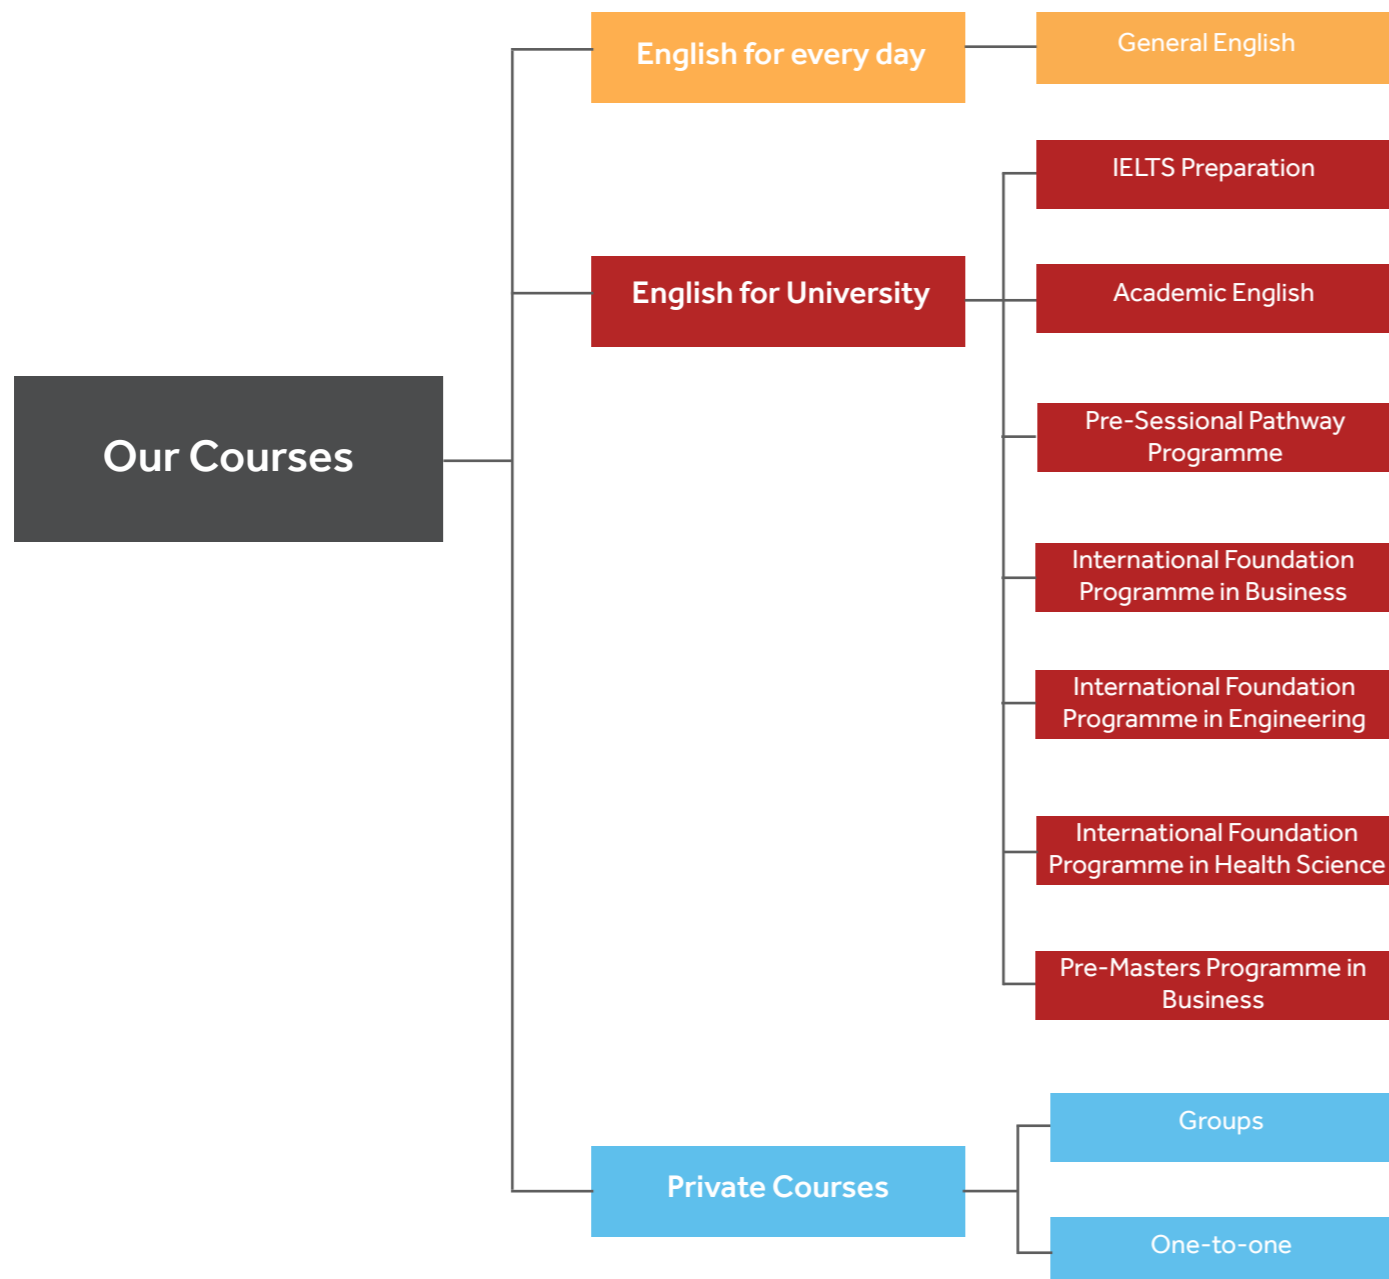 Our Courses
English for every day
General English
English for University
IELTS Preparation
Academic English
Pre-Sessional Pathway
Programme
International Foundation
Programme in Business
International Foundation
Programme in Engineering
International Foundation
Programme in Health Science
Pre-Masters Programme in
Business
Private Courses
Groups
One-to-one